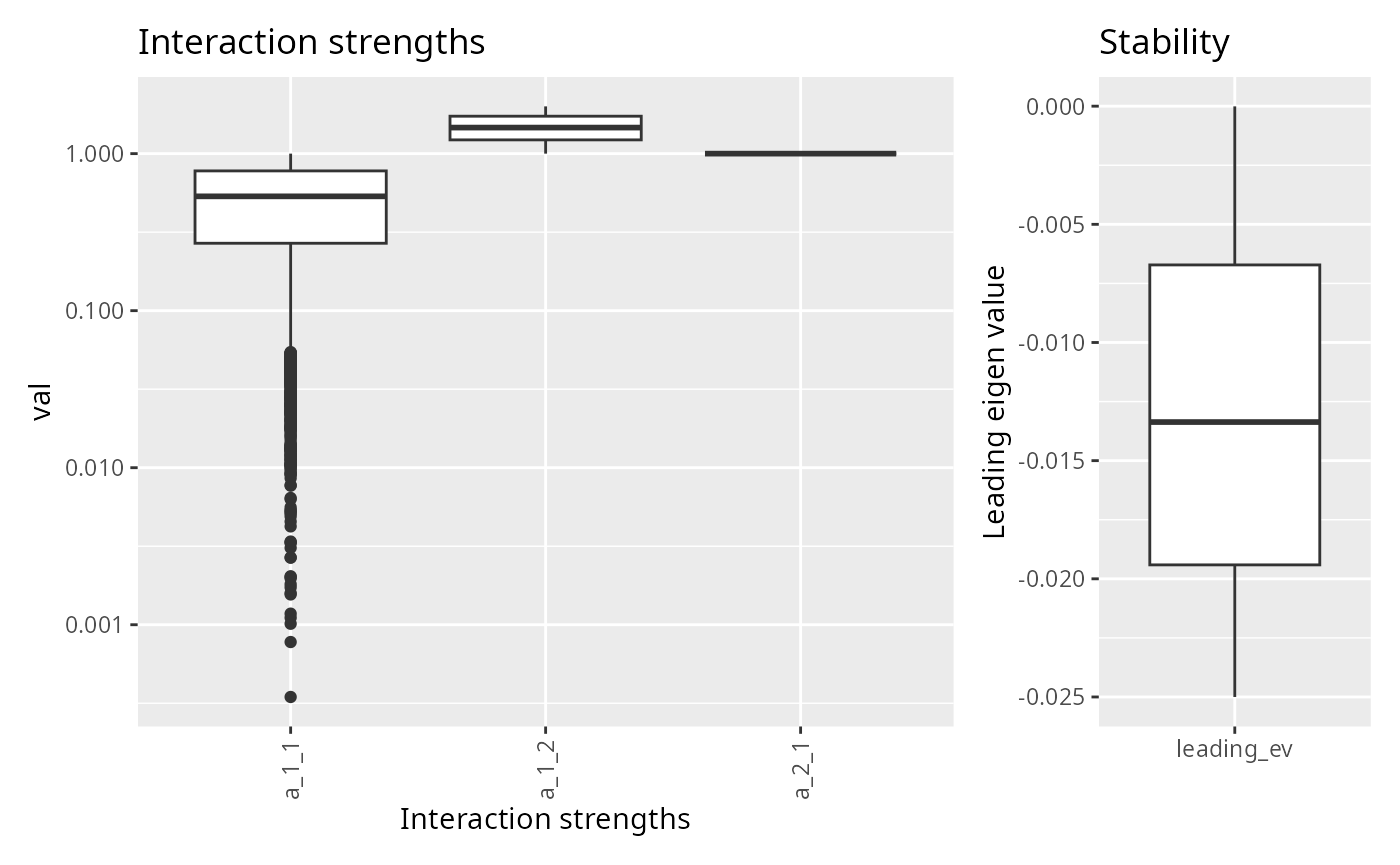 Interaction strengths
val
1.000
0.100
0.010
0.001
a_1_1
a_1_2
a_2_1
Interaction strengths
Stability
Leading eigen value
0.000
-0.005
-0.010
-0.015
-0.020
-0.025
leading_ev